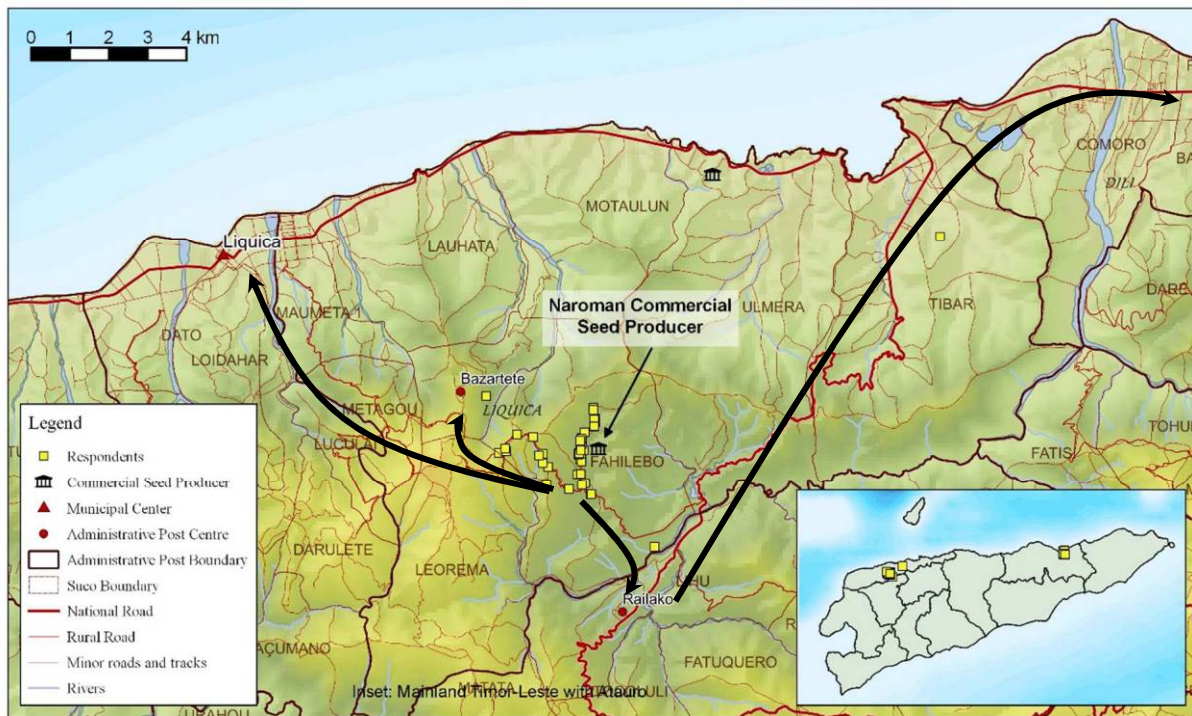 0 1 2 3 4 km
COMORO
DILI
BA
MOTAULUN
LAUHATA
Liquica
DARE
Naroman Commercial
Seed Producer
ULMERA
TIBAR
MAUMETA 1
DATO
LOIDAHAR
Bazartete
LIQUICA
METAGOU
TOHU
LUCULAI
FATIS
FAHILEBO
Legend
Respondents
Commercial Seed Producer
Municipal Center
Administrative Post Centre
Administrative Post Boundary
Suco Boundary
National Road
Rural Road
Minor roads and tracks
Rivers
DARULETE
LEOREMA
Railako
AÇUMANO
FATUQUERO
MATATA
Inset: Mainland Timor-Leste with Atauro